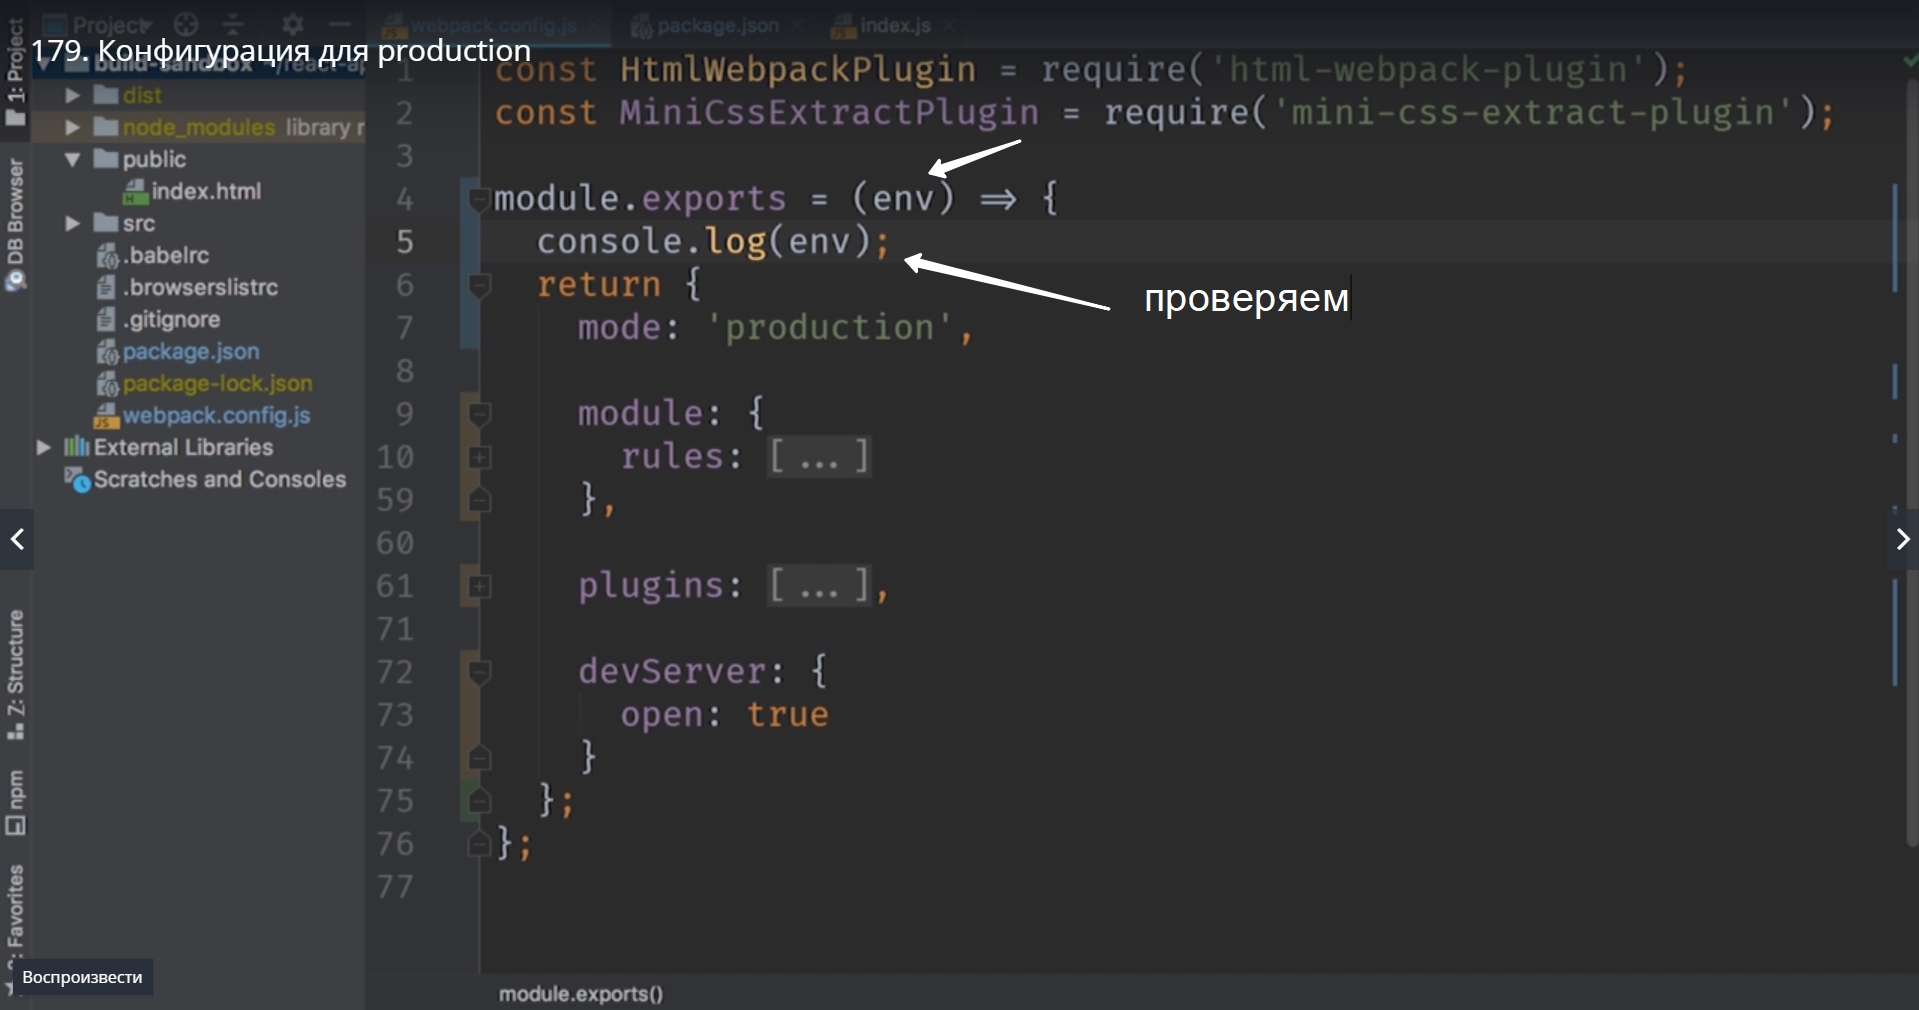 Project
webpack.config.js
package.json
index.js
179. Конфигурация для production
build-sandbox ~/react-ap
dist
node_modules library r
public
index.html
src
.babelrc
.browserslistrc
.gitignore
package.json
package-lock.json
webpack.config.js
External Libraries
Scratches and Consoles
1: Project
DB Browser
Z: Structure
npm
Favorites
Воспроизвести
1 const HtmlWebpackPlugin = require('html-webpack-plugin');
2 const MiniCssExtractPlugin = require('mini-css-extract-plugin');
3
4 module.exports = (env) => {
5 console.log(env);
6 return {
проверяем
7 mode: 'production',
8
9 module: {
10 rules: [ ... ]
59 },
60
61 plugins: [ ... ],
71
72 devServer: {
73 open: true
74 }
75 };
76 };
77
module.exports()